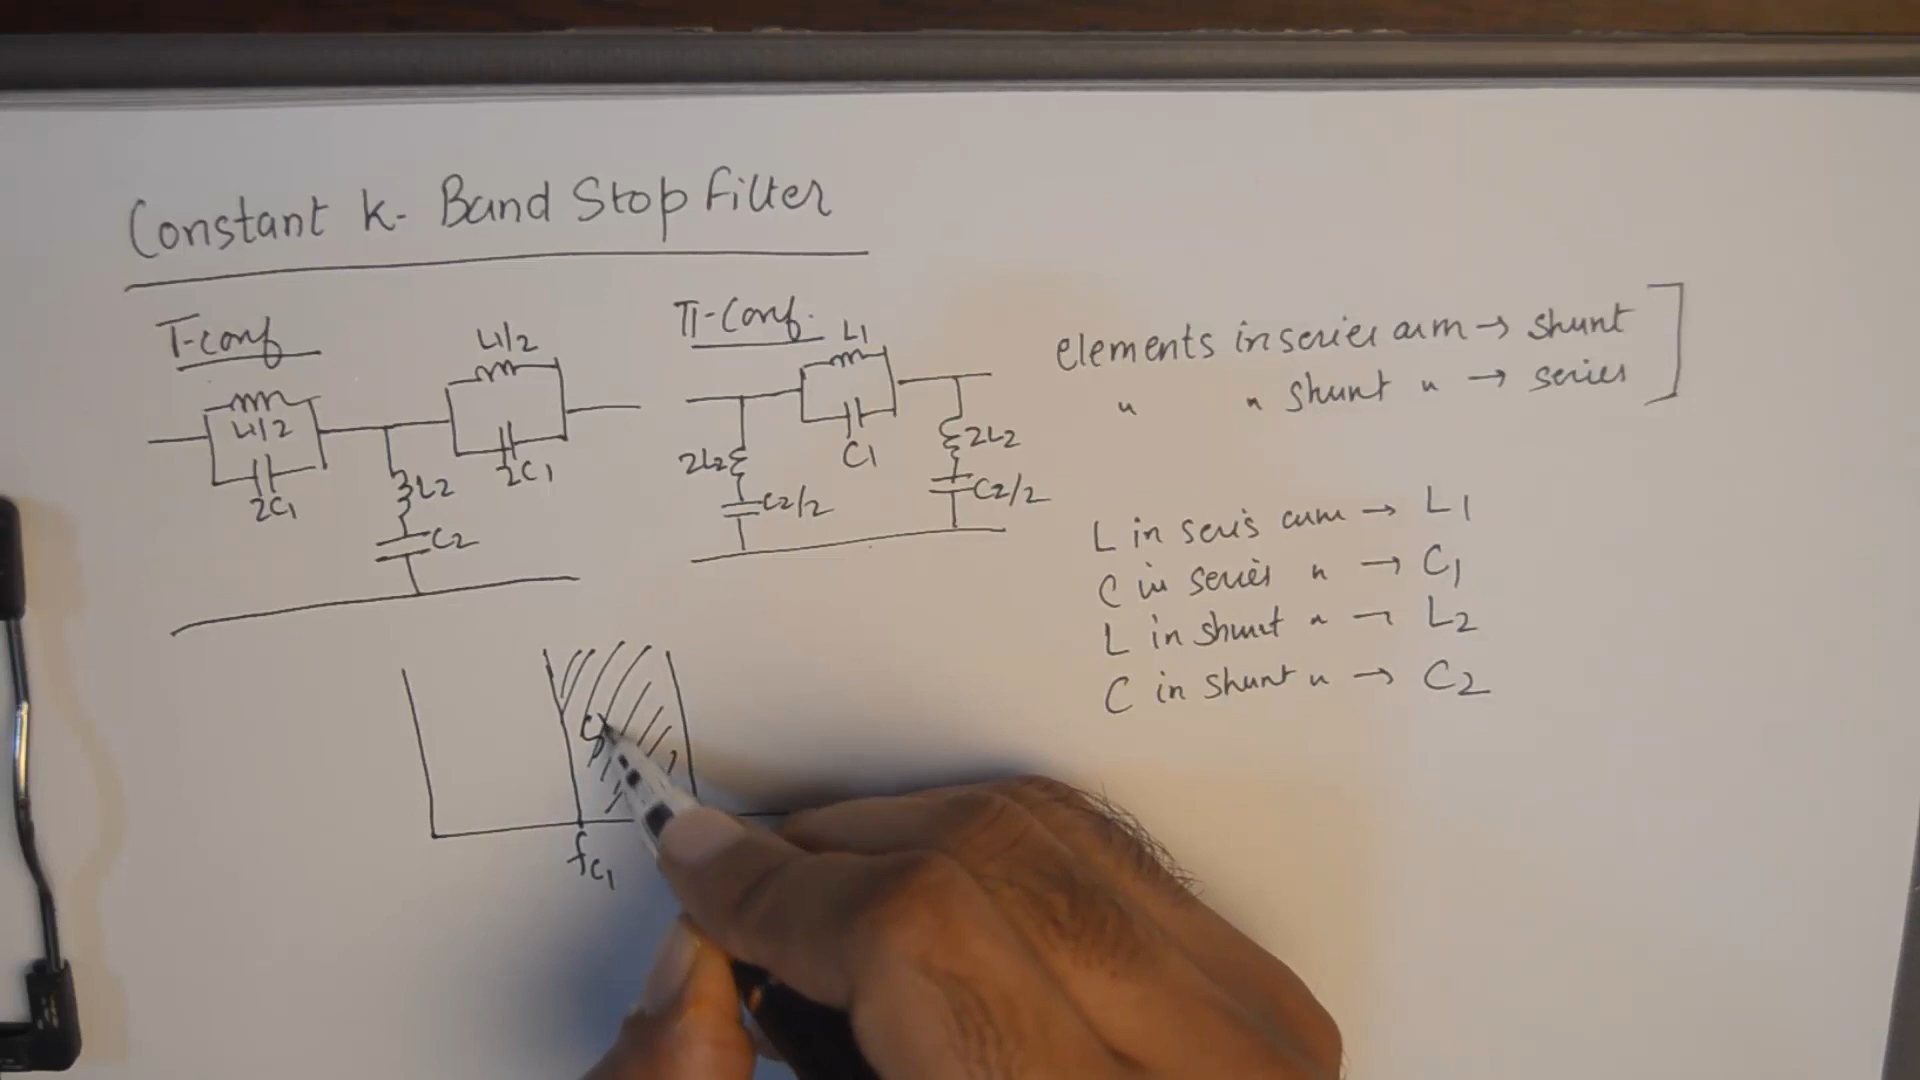 Constant k- Band Stop Filter
T-conf
L1/2
L1/2
2C1
2C1
L2
C2
Π-Conf.
L1
C1
2L2
C2/2
2L2
C2/2
elements in series arm → shunt
" " shunt " → series
L in seris arm → L1
C in series " → C1
L in shunt " → L2
C in shunt " → C2
S
fc1